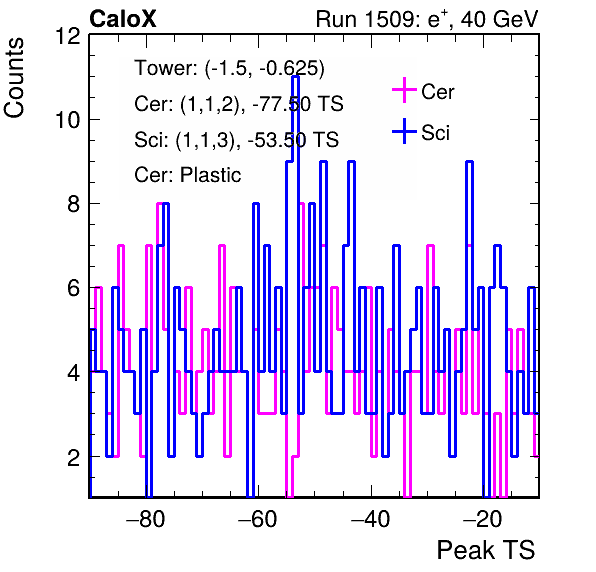 CaloX Run 1509: e⁺, 40 GeV
Counts
12
10
8
6
4
2
Tower: (-1.5, -0.625)
Cer: (1,1,2), -77.50 TS
Sci: (1,1,3), -53.50 TS
Cer: Plastic
Cer
Sci
−80 −60 −40 −20
Peak TS